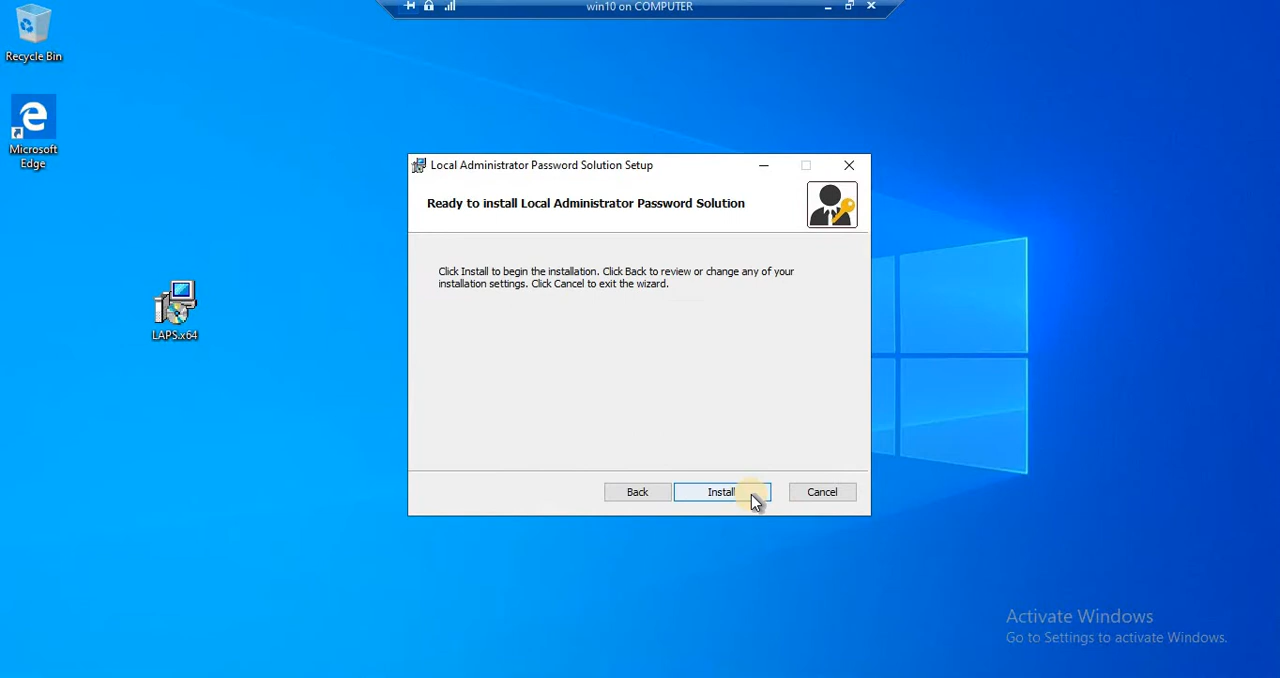 win10 on COMPUTER
Recycle Bin
Microsoft
Edge
LAPS.x64
Local Administrator Password Solution Setup
Ready to install Local Administrator Password Solution
Click Install to begin the installation. Click Back to review or change any of your
installation settings. Click Cancel to exit the wizard.
Back Install Cancel
Activate Windows
Go to Settings to activate Windows.